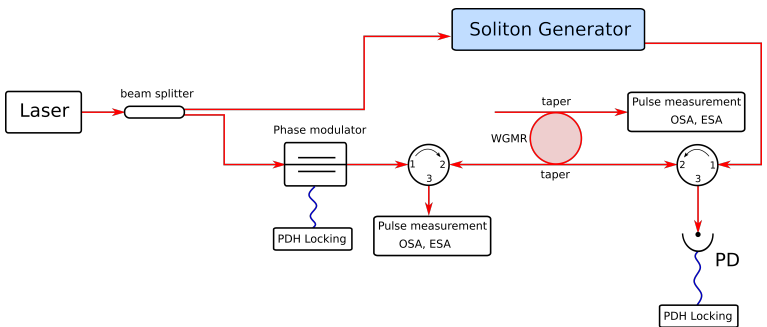 Soliton Generator
Laser
beam splitter
taper
Pulse measurement
OSA, ESA
Phase modulator
WGMR
1
2
3
taper
2
1
3
Pulse measurement
OSA, ESA
PDH Locking
PD
PDH Locking